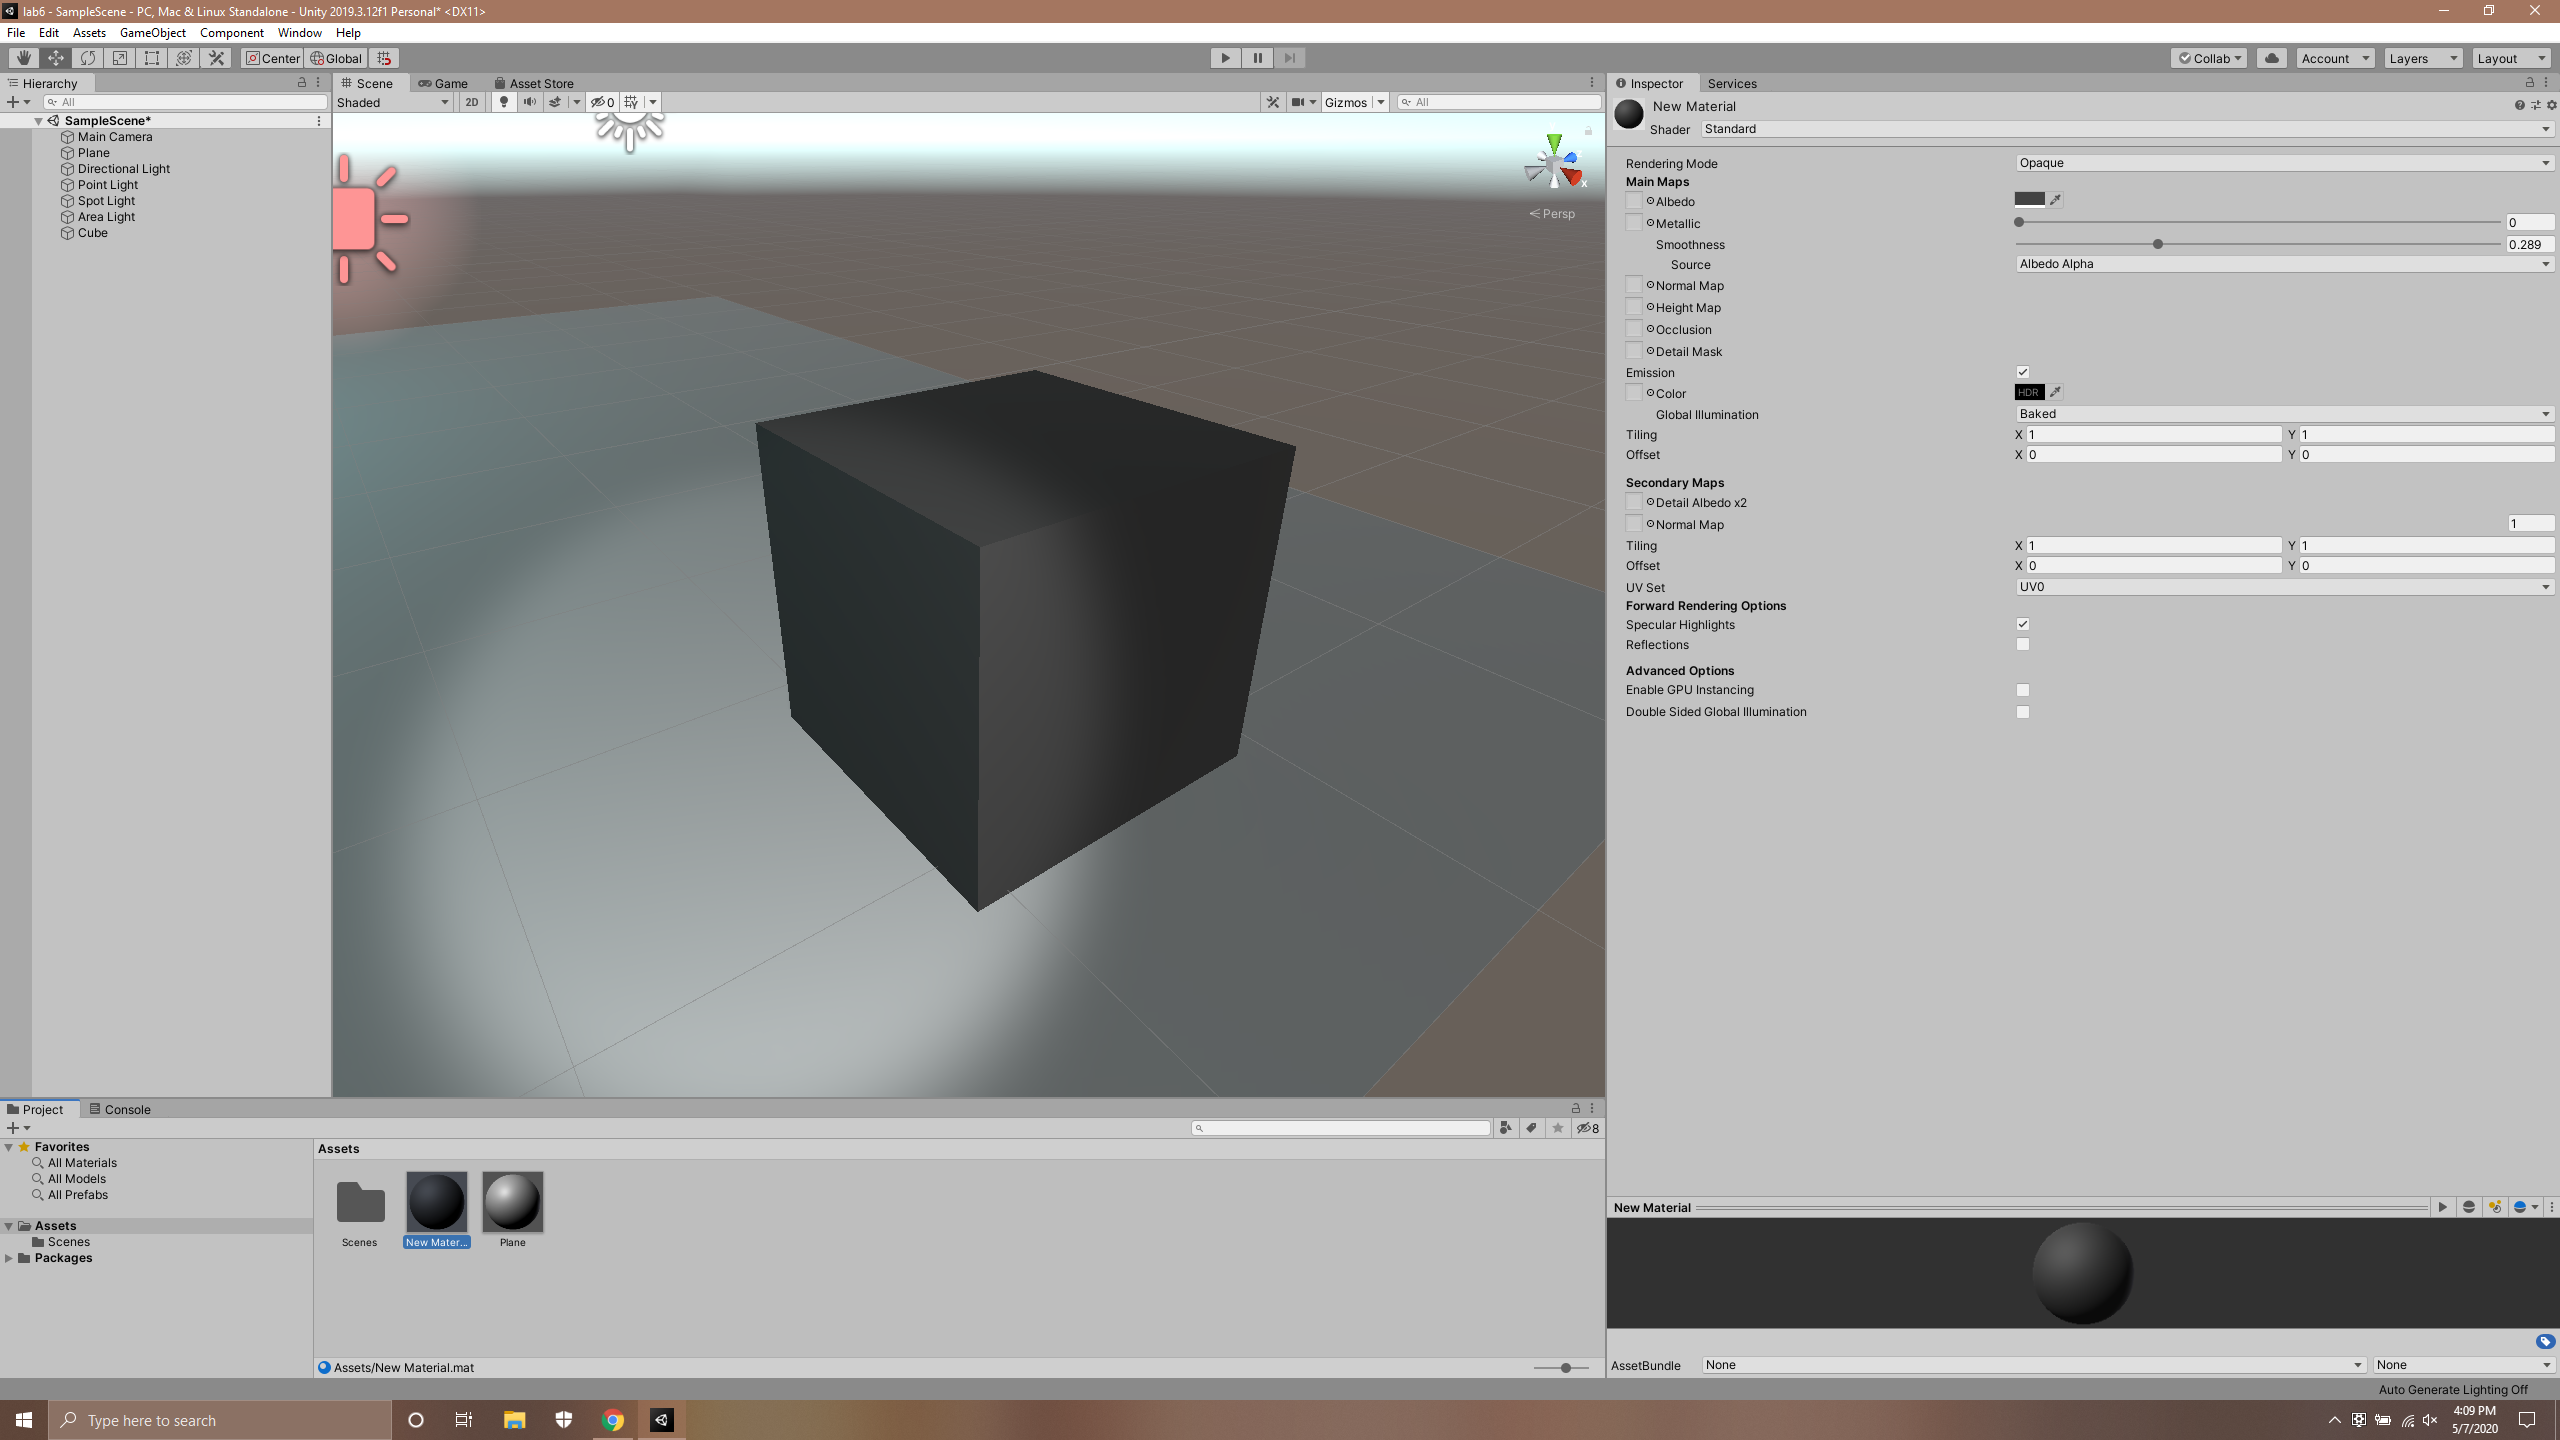 lab6 - SampleScene - PC, Mac & Linux Standalone - Unity 2019.3.12f1 Personal* <DX11>
File Edit Assets GameObject Component Window Help
Center Global Collab Account Layers Layout
Hierarchy
All
SampleScene*
Main Camera
Plane
Directional Light
Point Light
Spot Light
Area Light
Cube
Scene Game Asset Store
Shaded 2D 0 Gizmos All
x
Persp
Inspector Services
New Material
Shader Standard
Rendering Mode Opaque
Main Maps
Albedo
Metallic 0
Smoothness 0.289
Source Albedo Alpha
Normal Map
Height Map
Occlusion
Detail Mask
Emission
Color HDR
Global Illumination Baked
Tiling X 1 Y 1
Offset X 0 Y 0
Secondary Maps
Detail Albedo x2
Normal Map 1
Tiling X 1 Y 1
Offset X 0 Y 0
UV Set UV0
Forward Rendering Options
Specular Highlights
Reflections
Advanced Options
Enable GPU Instancing
Double Sided Global Illumination
Project Console
8
Favorites
All Materials
All Models
All Prefabs
Assets
Scenes
Packages
Assets
Scenes New Mater... Plane
Assets/New Material.mat
New Material
AssetBundle None None
Auto Generate Lighting Off
Type here to search
4:09 PM
5/7/2020